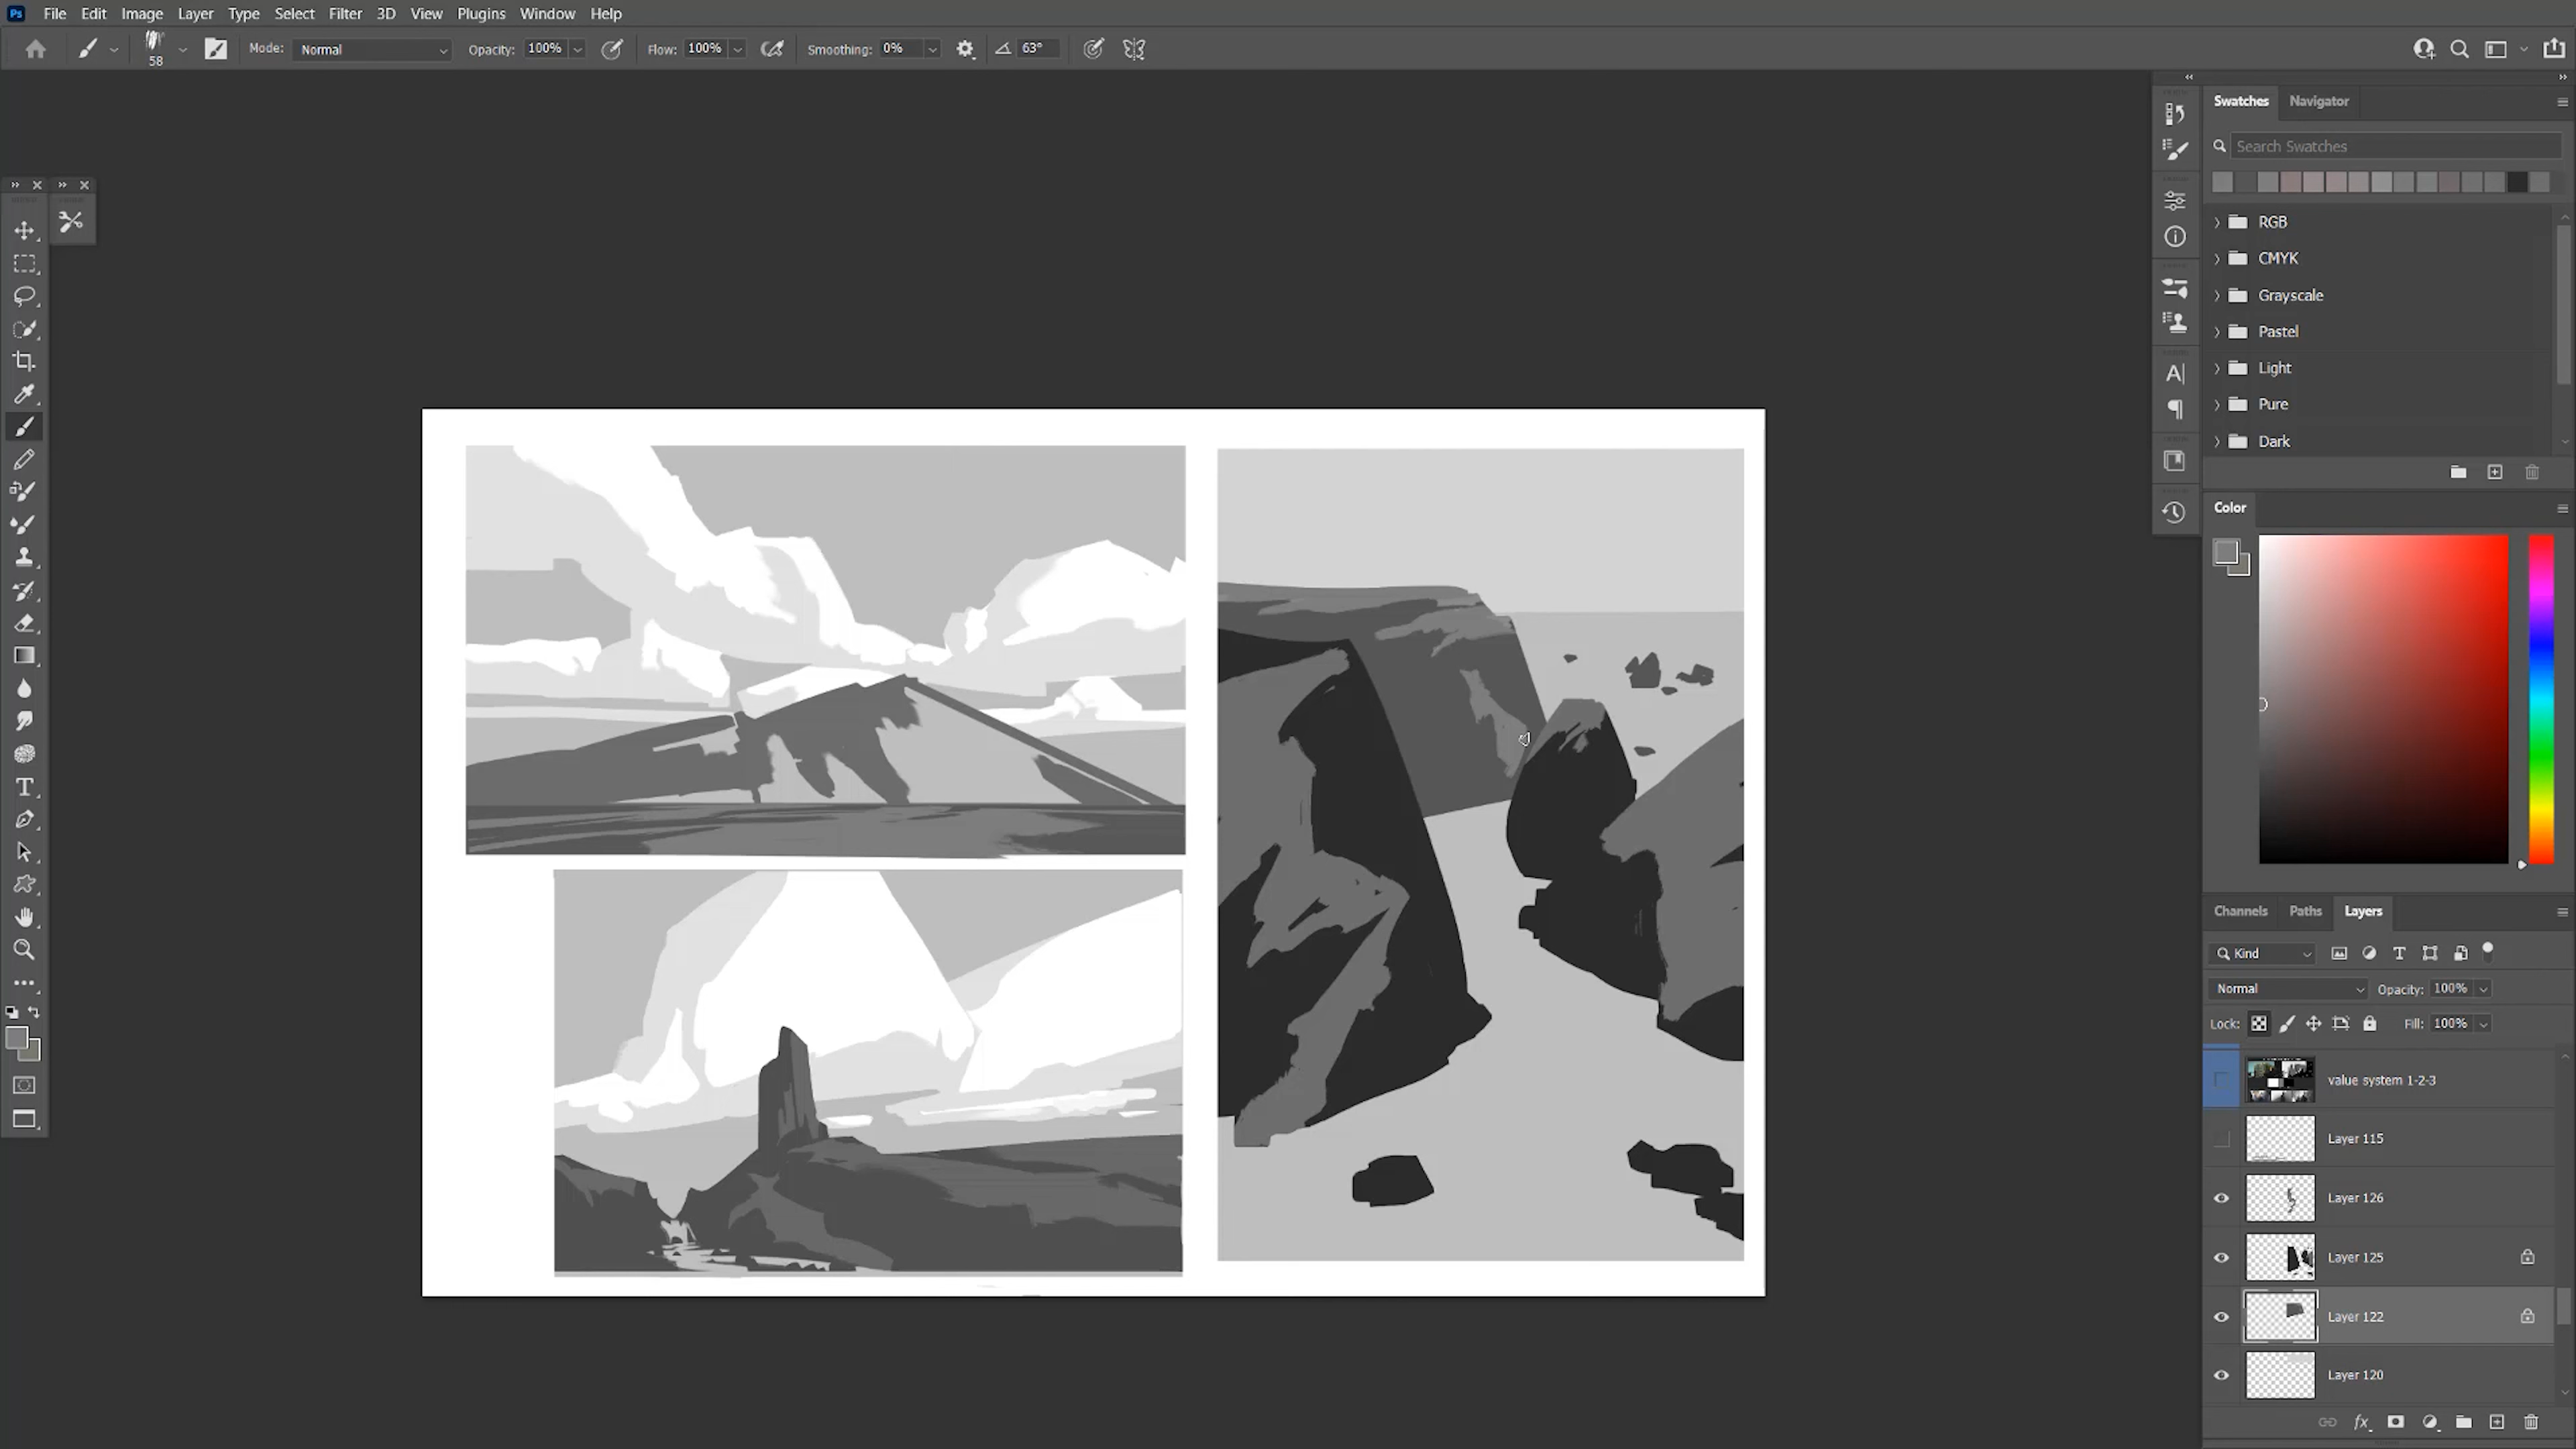 Ps File Edit Image Layer Type Select Filter 3D View Plugins Window Help
58 Mode: Normal Opacity: 100% Flow: 100% Smoothing: 0% 63°
Swatches Navigator
Search Swatches
RGB
CMYK
Grayscale
Pastel
Light
Pure
Dark
Color
Channels Paths Layers
Kind
Normal Opacity: 100%
Lock: Fill: 100%
value system 1-2-3
Layer 115
Layer 126
Layer 125
Layer 122
Layer 120
fx